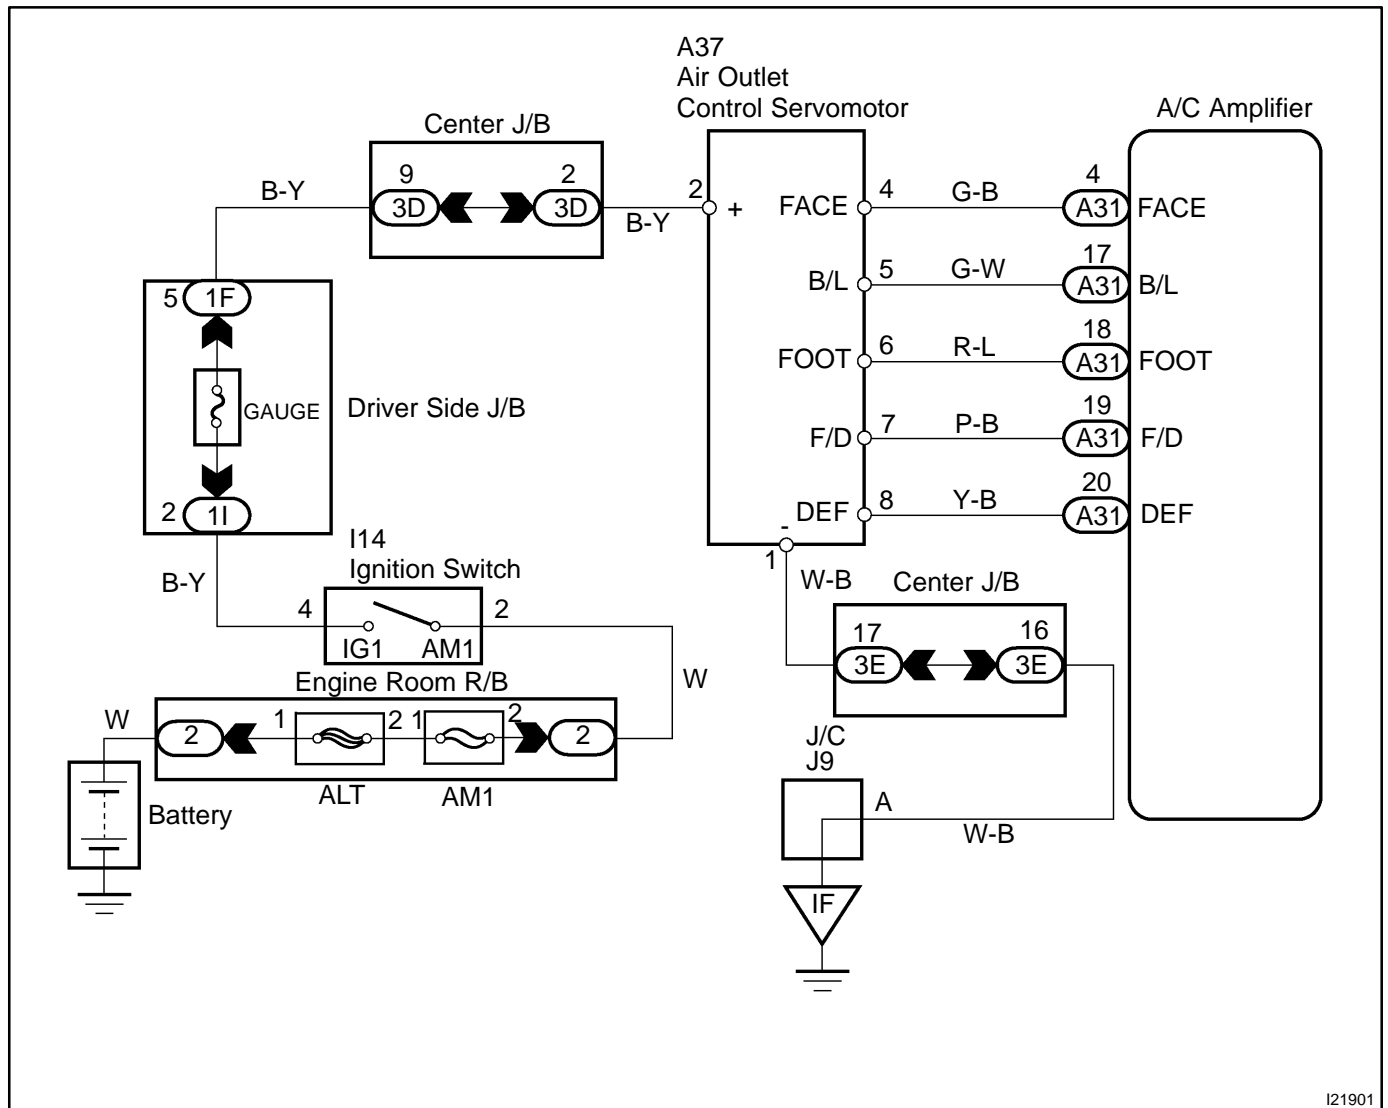 A37
Air Outlet
Control Servomotor
A/C Amplifier
Center J/B
9
2
3D
3D
B-Y
B-Y
2
+
FACE
4
G-B
4
A31
FACE
B/L
5
G-W
17
A31
B/L
FOOT
6
R-L
18
A31
FOOT
F/D
7
P-B
19
A31
F/D
DEF
8
Y-B
20
A31
DEF
-
1
W-B
5
1F
GAUGE
Driver Side J/B
2
1I
B-Y
I14
Ignition Switch
4
2
IG1
AM1
W
Center J/B
17
16
3E
3E
Engine Room R/B
W
2
1
2
1
2
2
ALT
AM1
Battery
J/C
J9
A
W-B
IF
I21901